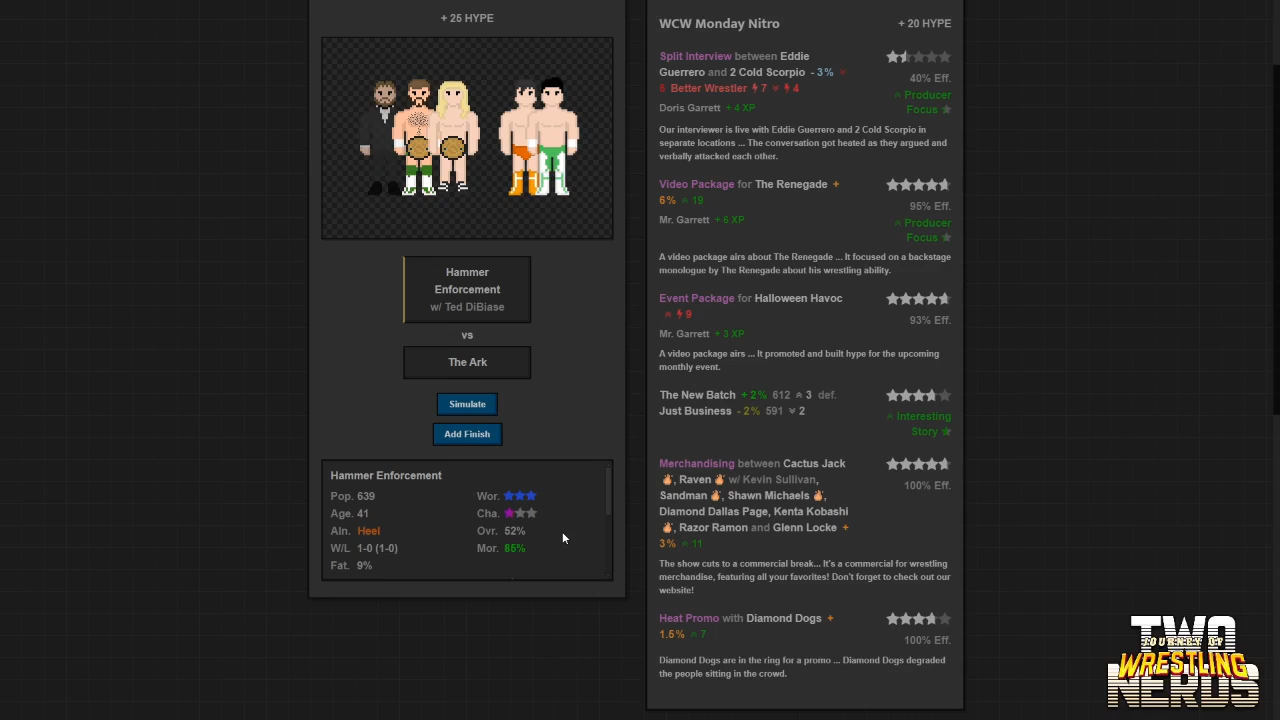 + 25 HYPE
Hammer
Enforcement
w/ Ted DiBiase
vs
The Ark
Simulate
Add Finish
Hammer Enforcement
Pop. 639
Wor.
Age. 41
Cha.
Aln. Heel
Ovr. 52%
W/L 1-0 (1-0)
Mor. 85%
Fat. 9%
WCW Monday Nitro
+ 20 HYPE
Split Interview between Eddie
Guerrero and 2 Cold Scorpio - 3%
6 Better Wrestler 7 4
40% Eff.
Producer
Focus
Doris Garrett + 4 XP
Our interviewer is live with Eddie Guerrero and 2 Cold Scorpio in
separate locations ... The conversation got heated as they argued and
verbally attacked each other.
Video Package for The Renegade +
6% 19
95% Eff.
Producer
Focus
Mr. Garrett + 6 XP
A video package airs about The Renegade ... It focused on a backstage
monologue by The Renegade about his wrestling ability.
Event Package for Halloween Havoc
9
93% Eff.
Mr. Garrett + 3 XP
A video package airs ... It promoted and built hype for the upcoming
monthly event.
The New Batch + 2% 612 3 def.
Just Business - 2% 591 2
Interesting
Story
Merchandising between Cactus Jack
, Raven w/ Kevin Sullivan,
Sandman , Shawn Michaels ,
Diamond Dallas Page, Kenta Kobashi
, Razor Ramon and Glenn Locke +
3% 11
100% Eff.
The show cuts to a commercial break... It's a commercial for wrestling
merchandise, featuring all your favorites! Don't forget to check out our
website!
Heat Promo with Diamond Dogs +
1.5% 7
100% Eff.
Diamond Dogs are in the ring for a promo ... Diamond Dogs degraded
the people sitting in the crowd.
TWO
JOURNEY OF
WRESTLING
NERDS